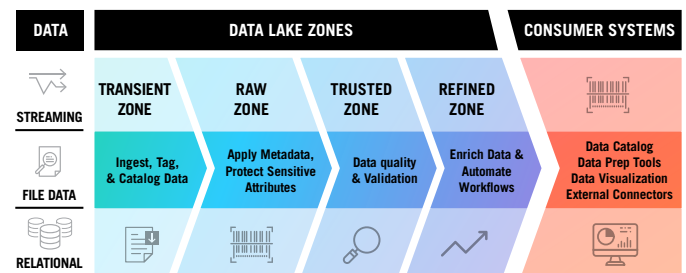 DATA
DATA LAKE ZONES
CONSUMER SYSTEMS
STREAMING
FILE DATA
RELATIONAL
TRANSIENT
ZONE
Ingest, Tag,
& Catalog Data
RAW
ZONE
Apply Metadata,
Protect Sensitive
Attributes
TRUSTED
ZONE
Data quality
& Validation
REFINED
ZONE
Enrich Data &
Automate
Workflows
Data Catalog
Data Prep Tools
Data Visualization
External Connectors